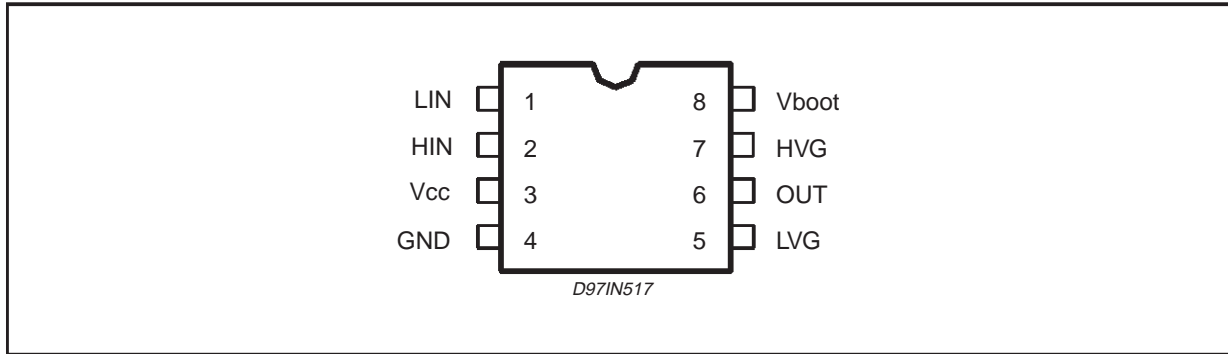 LIN 1 8 Vboot
HIN 2 7 HVG
Vcc 3 6 OUT
GND 4 5 LVG
D97IN517